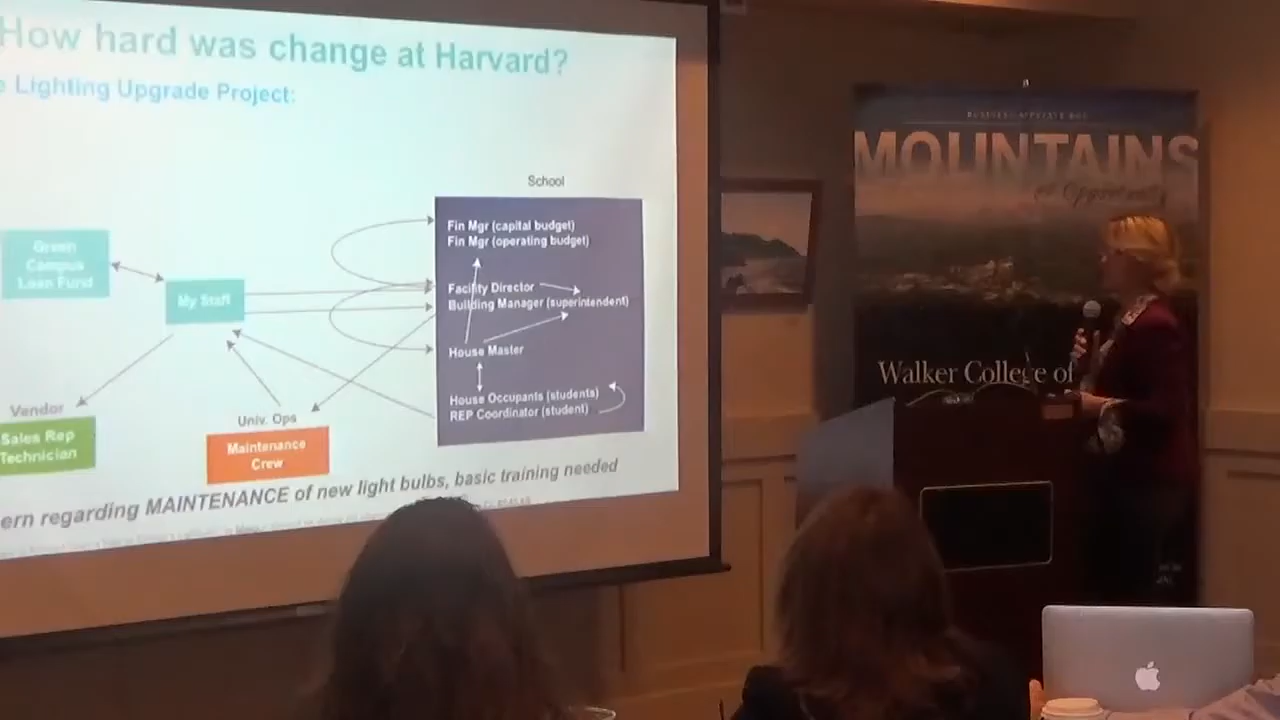 How hard was change at Harvard?
e Lighting Upgrade Project:
School
Green
Campus
Loan Fund
My Staff
Fin Mgr (capital budget)
Fin Mgr (operating budget)
Facility Director
Building Manager (superintendent)
House Master
House Occupants (students)
REP Coordinator (student)
Vendor
Sales Rep
Technician
Univ. Ops
Maintenance
Crew
ern regarding MAINTENANCE of new light bulbs, basic training needed
MOUNTAINS
of Opportunity
Walker College of